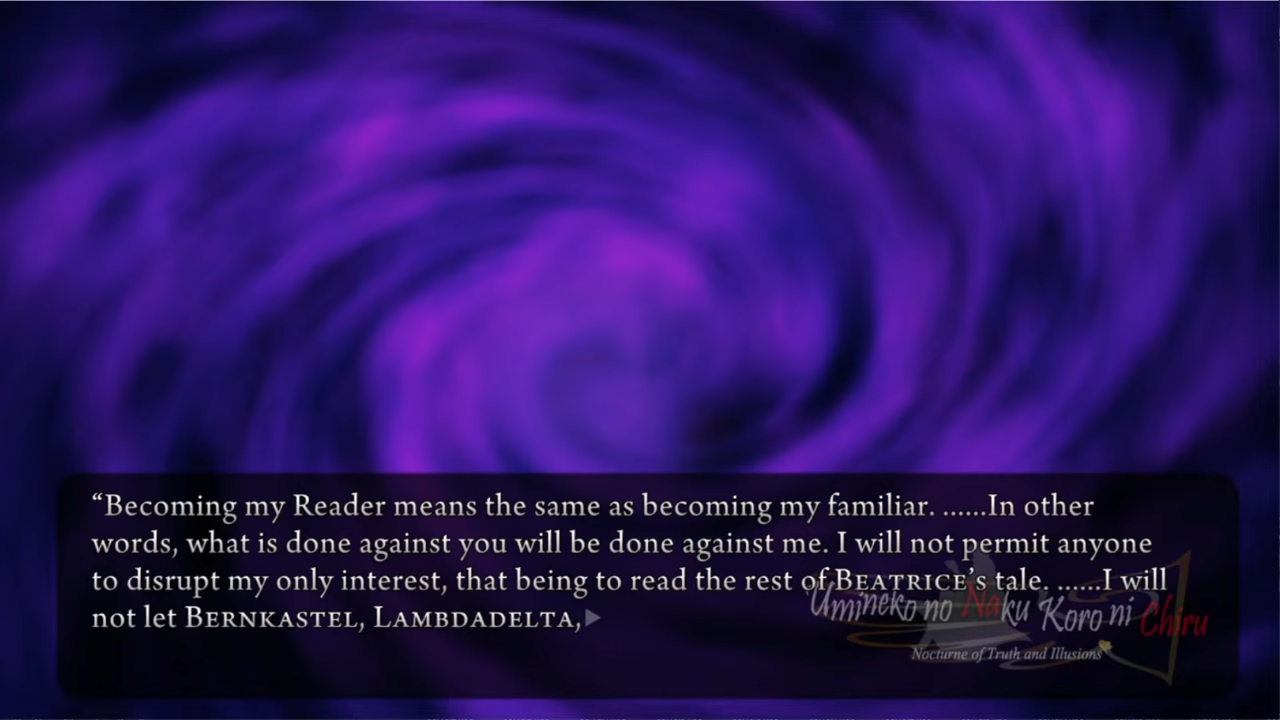 “Becoming my Reader means the same as becoming my familiar. ......In other
words, what is done against you will be done against me. I will not permit anyone
to disrupt my only interest, that being to read the rest of BEATRICE’s tale. ......I will
not let BERNKASTEL, LAMBDADELTA,
Umineko no Naku Koro ni Chiru
Nocturne of Truth and Illusions